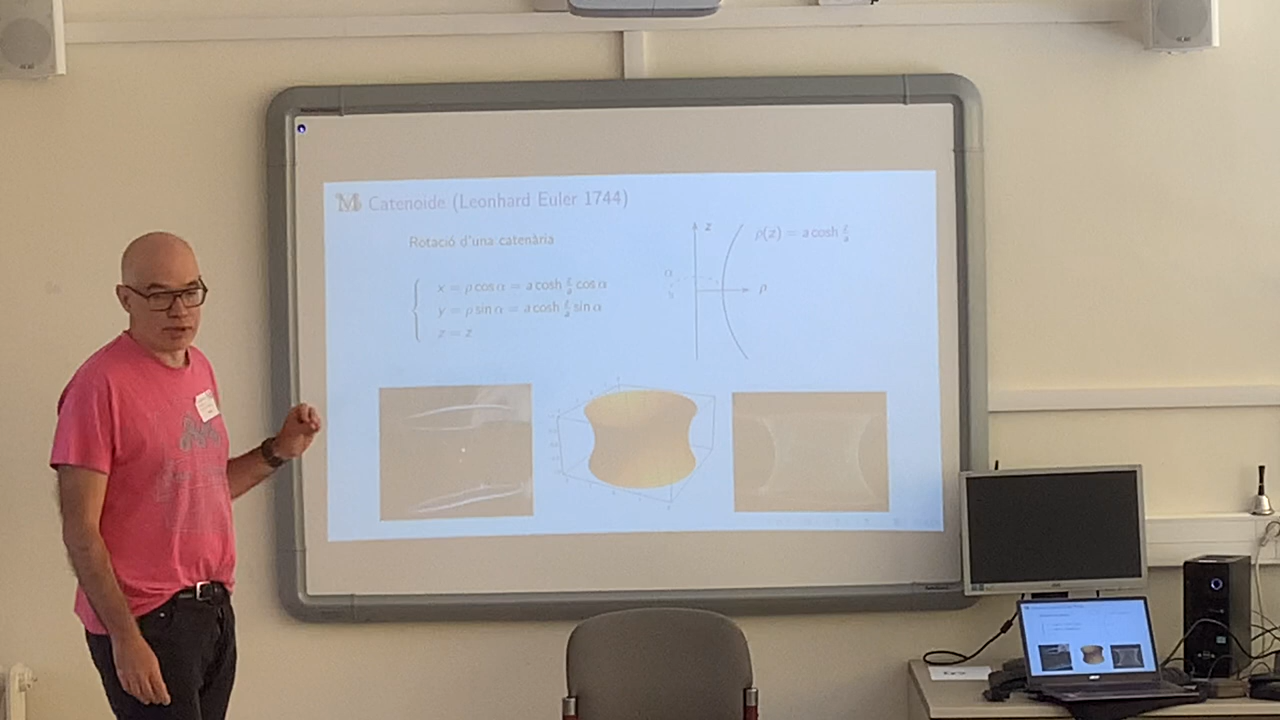 Catenoide (Leonhard Euler 1744)
Rotació d'una catenària
x = ρ cos α = a cosh z/a cos α
y = ρ sin α = a cosh z/a sin α
z = z
z
ρ(z) = a cosh z/a
α
ρ